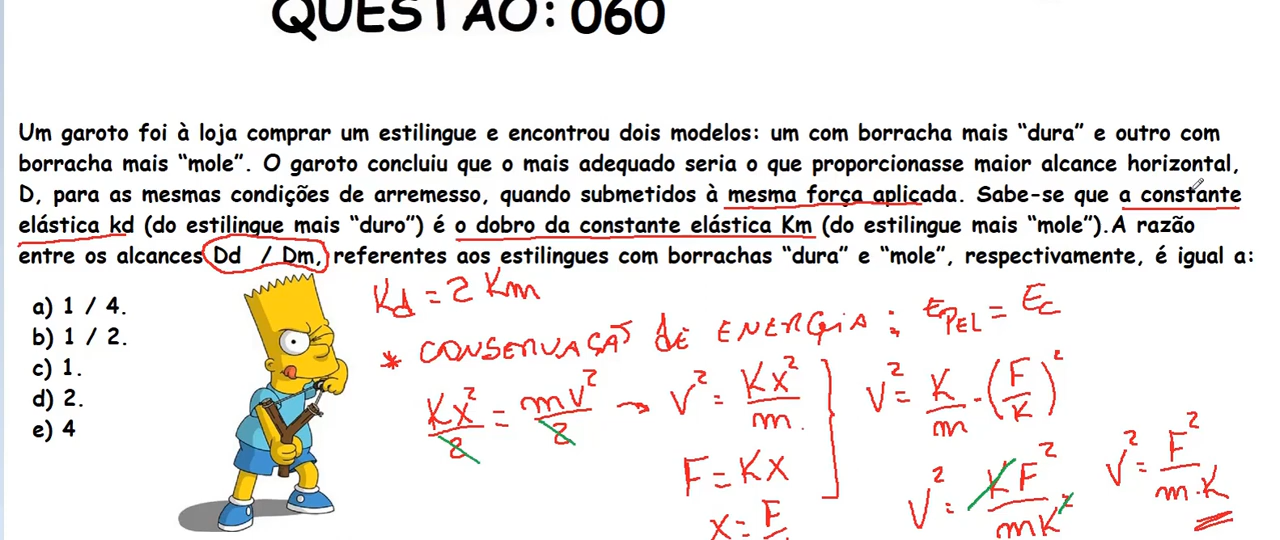 QUESTÃO: 060
Um garoto foi à loja comprar um estilingue e encontrou dois modelos: um com borracha mais “dura” e outro com
borracha mais “mole”. O garoto concluiu que o mais adequado seria o que proporcionasse maior alcance horizontal,
D, para as mesmas condições de arremesso, quando submetidos à mesma força aplicada. Sabe-se que a constante
elástica kd (do estilingue mais “duro”) é o dobro da constante elástica Km (do estilingue mais “mole”).A razão
entre os alcances Dd / Dm, referentes aos estilingues com borrachas “dura” e “mole”, respectivamente, é igual a:
a) 1 / 4.
b) 1 / 2.
c) 1.
d) 2.
e) 4
Kd = 2 Km
* CONSERVAÇÃO DE ENERGIA : EPEL = EC
Kx²/2 = mv²/2 → V² = Kx²/m
F = Kx
x = F
V² = K/m · (F/K)²
V² = KF²/mK²
V² = F²/m.K